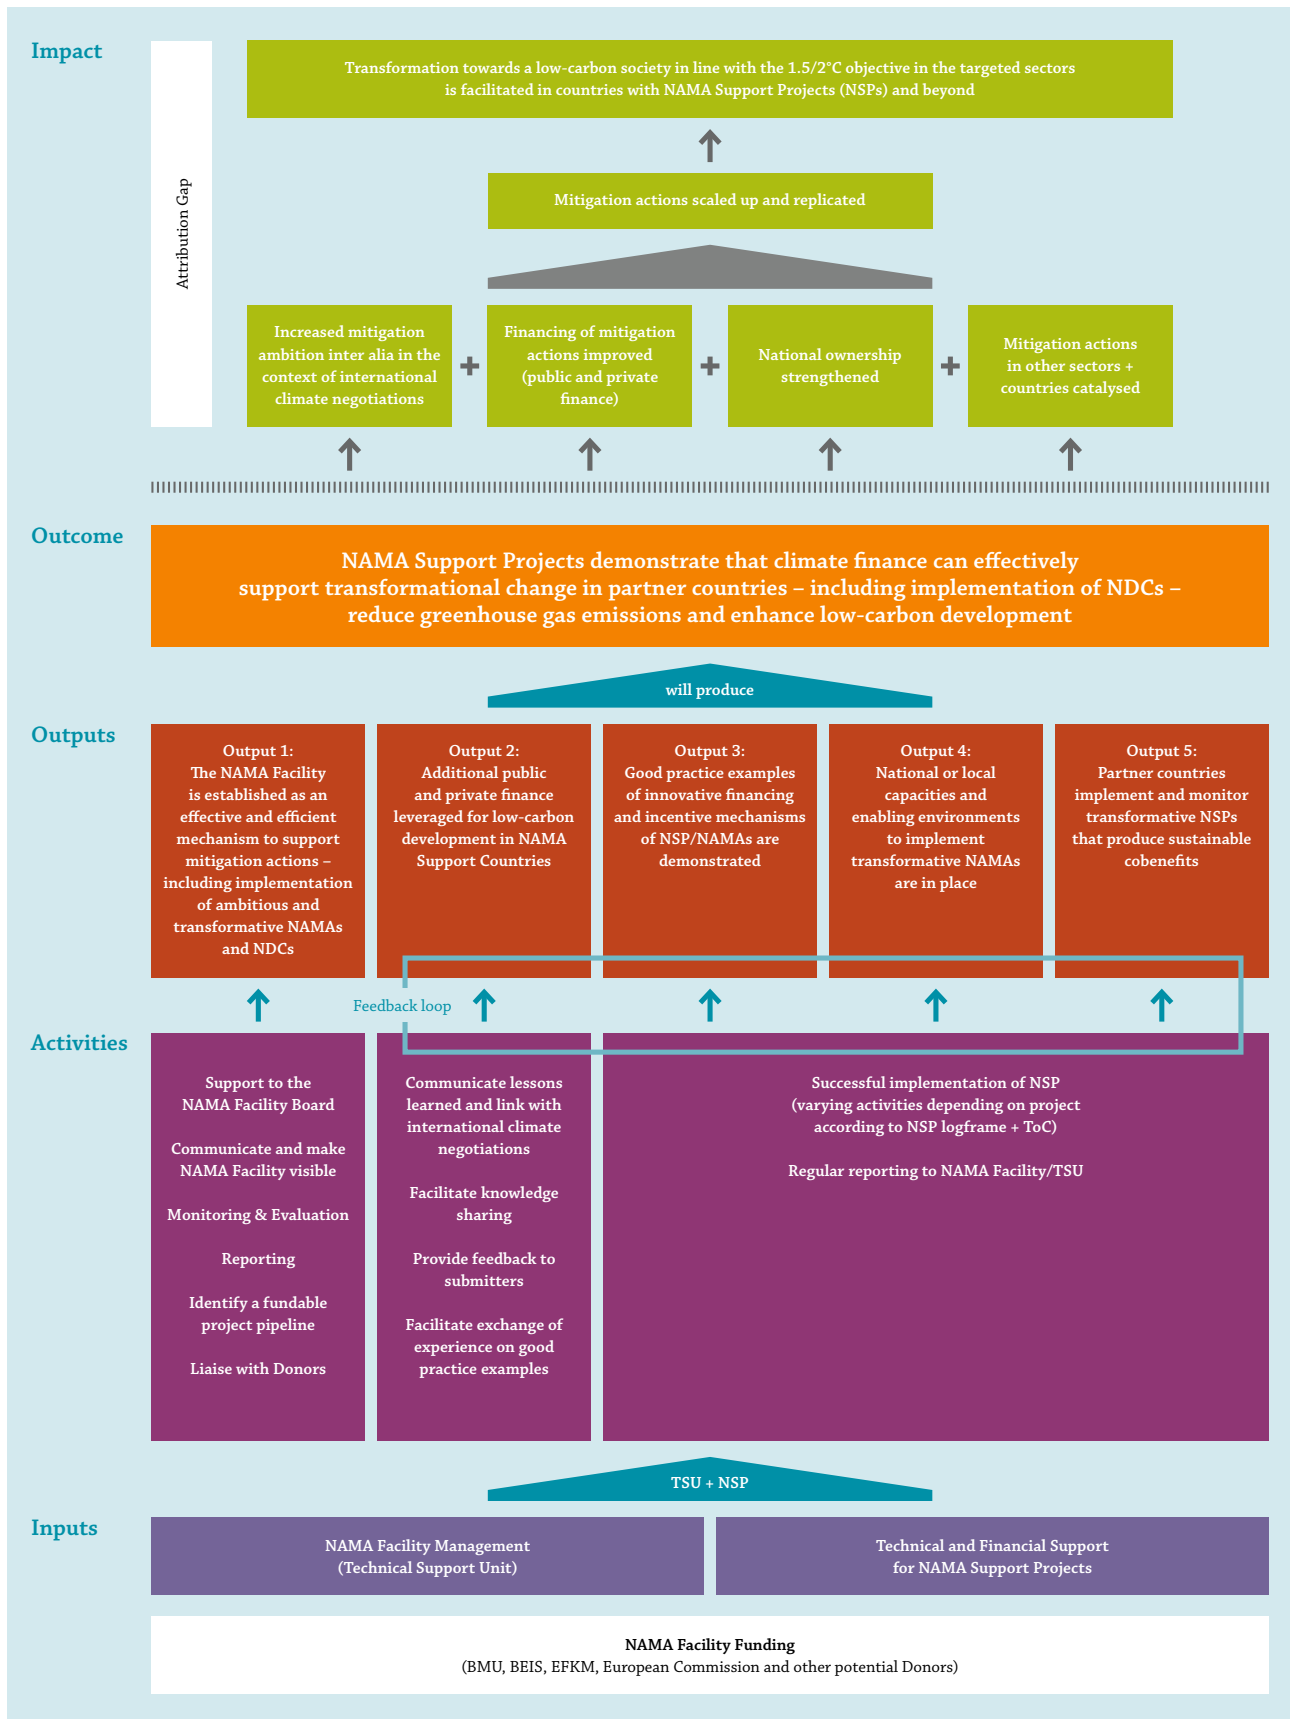 Impact
Transformation towards a low-carbon society in line with the 1.5/2°C objective in the targeted sectors
is facilitated in countries with NAMA Support Projects (NSPs) and beyond
Attribution Gap
Mitigation actions scaled up and replicated
Increased mitigation
ambition inter alia in the
context of international
climate negotiations
Financing of mitigation
actions improved
(public and private
finance)
National ownership
strengthened
Mitigation actions
in other sectors +
countries catalysed
Outcome
NAMA Support Projects demonstrate that climate finance can effectively
support transformational change in partner countries – including implementation of NDCs –
reduce greenhouse gas emissions and enhance low-carbon development
will produce
Outputs
Output 1:
The NAMA Facility
is established as an
effective and efficient
mechanism to support
mitigation actions –
including implementation
of ambitious and
transformative NAMAs
and NDCs
Output 2:
Additional public
and private finance
leveraged for low-carbon
development in NAMA
Support Countries
Output 3:
Good practice examples
of innovative financing
and incentive mechanisms
of NSP/NAMAs are
demonstrated
Output 4:
National or local
capacities and
enabling environments
to implement
transformative NAMAs
are in place
Output 5:
Partner countries
implement and monitor
transformative NSPs
that produce sustainable
cobenefits
Feedback loop
Activities
Support to the
NAMA Facility Board
Communicate and make
NAMA Facility visible
Monitoring & Evaluation
Reporting
Identify a fundable
project pipeline
Liaise with Donors
Communicate lessons
learned and link with
international climate
negotiations
Facilitate knowledge
sharing
Provide feedback to
submitters
Facilitate exchange of
experience on good
practice examples
Successful implementation of NSP
(varying activities depending on project
according to NSP logframe + ToC)
Regular reporting to NAMA Facility/TSU
TSU + NSP
Inputs
NAMA Facility Management
(Technical Support Unit)
Technical and Financial Support
for NAMA Support Projects
NAMA Facility Funding
(BMU, BEIS, EFKM, European Commission and other potential Donors)